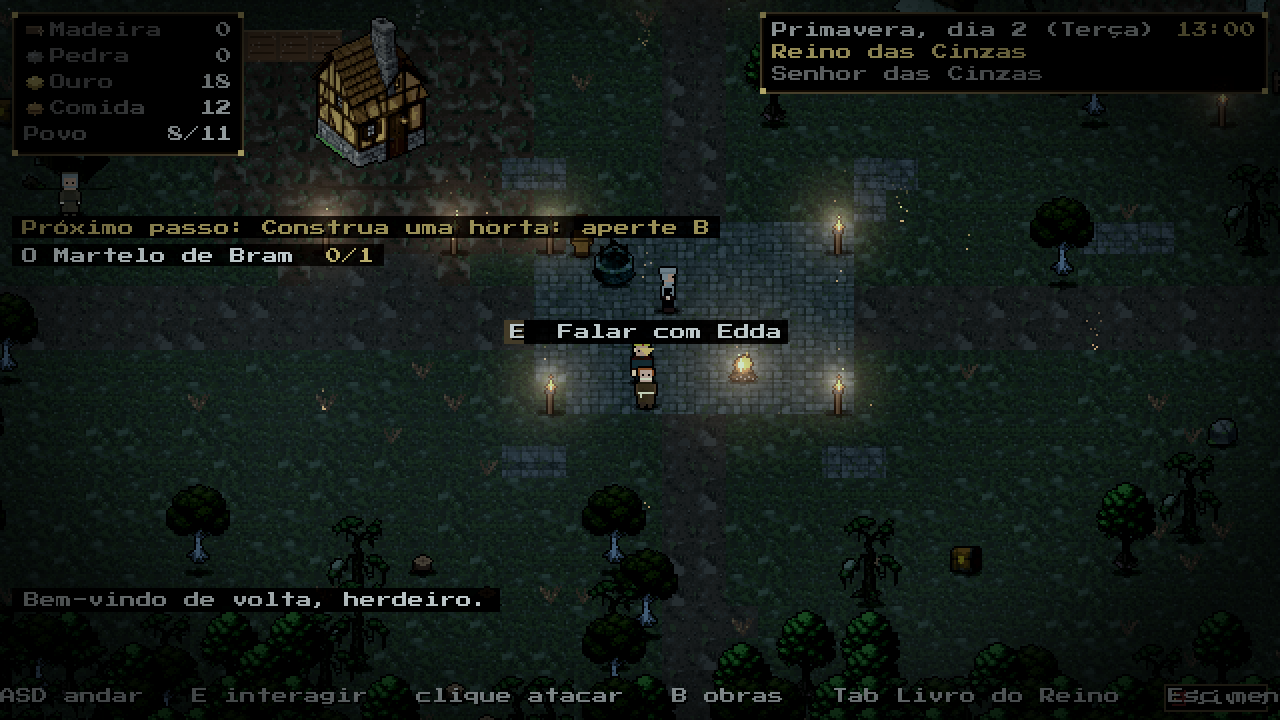 Madeira 0
Pedra 0
Ouro 18
Comida 12
Povo 8/11
Primavera, dia 2 (Terça) 13:00
Reino das Cinzas
Senhor das Cinzas
Próximo passo: Construa uma horta: aperte B
O Martelo de Bram 0/1
E Falar com Edda
Bem-vindo de volta, herdeiro.
ASD andar E interagir clique atacar B obras Tab Livro do Reino